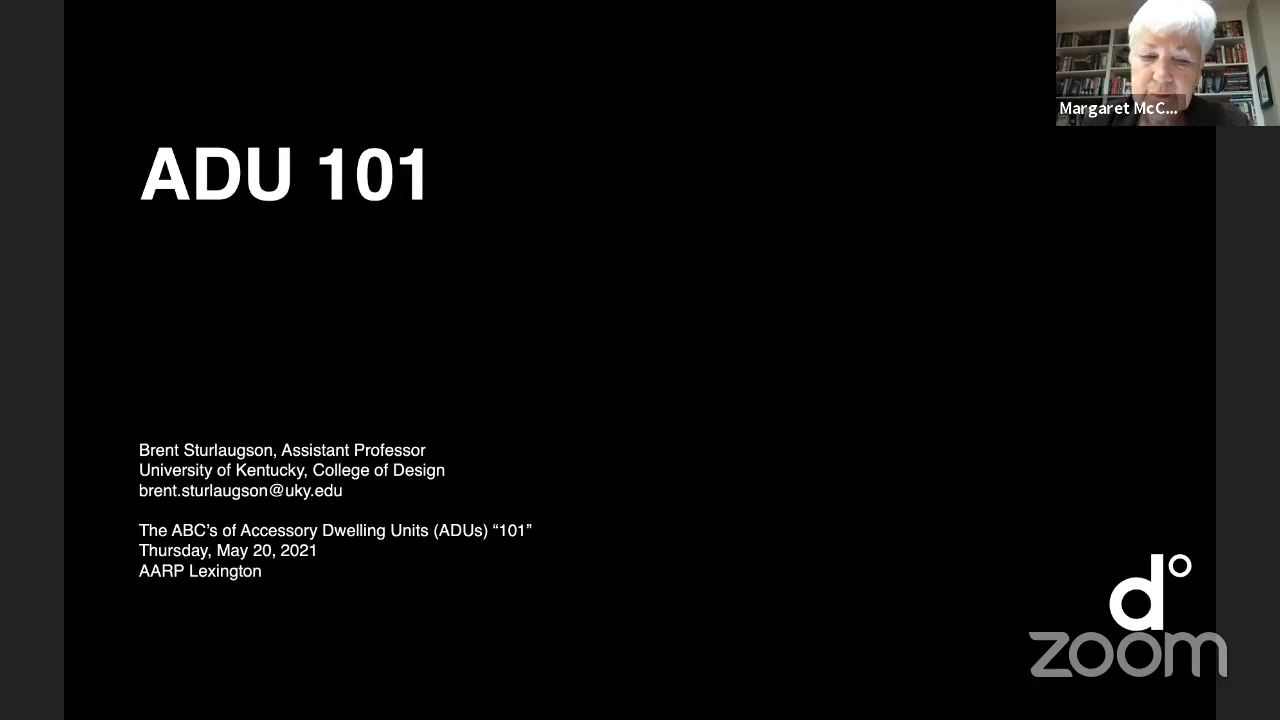 Margaret McC...
ADU 101
Brent Sturlaugson, Assistant Professor
University of Kentucky, College of Design
brent.sturlaugson@uky.edu
The ABC’s of Accessory Dwelling Units (ADUs) “101”
Thursday, May 20, 2021
AARP Lexington
d°
zoom